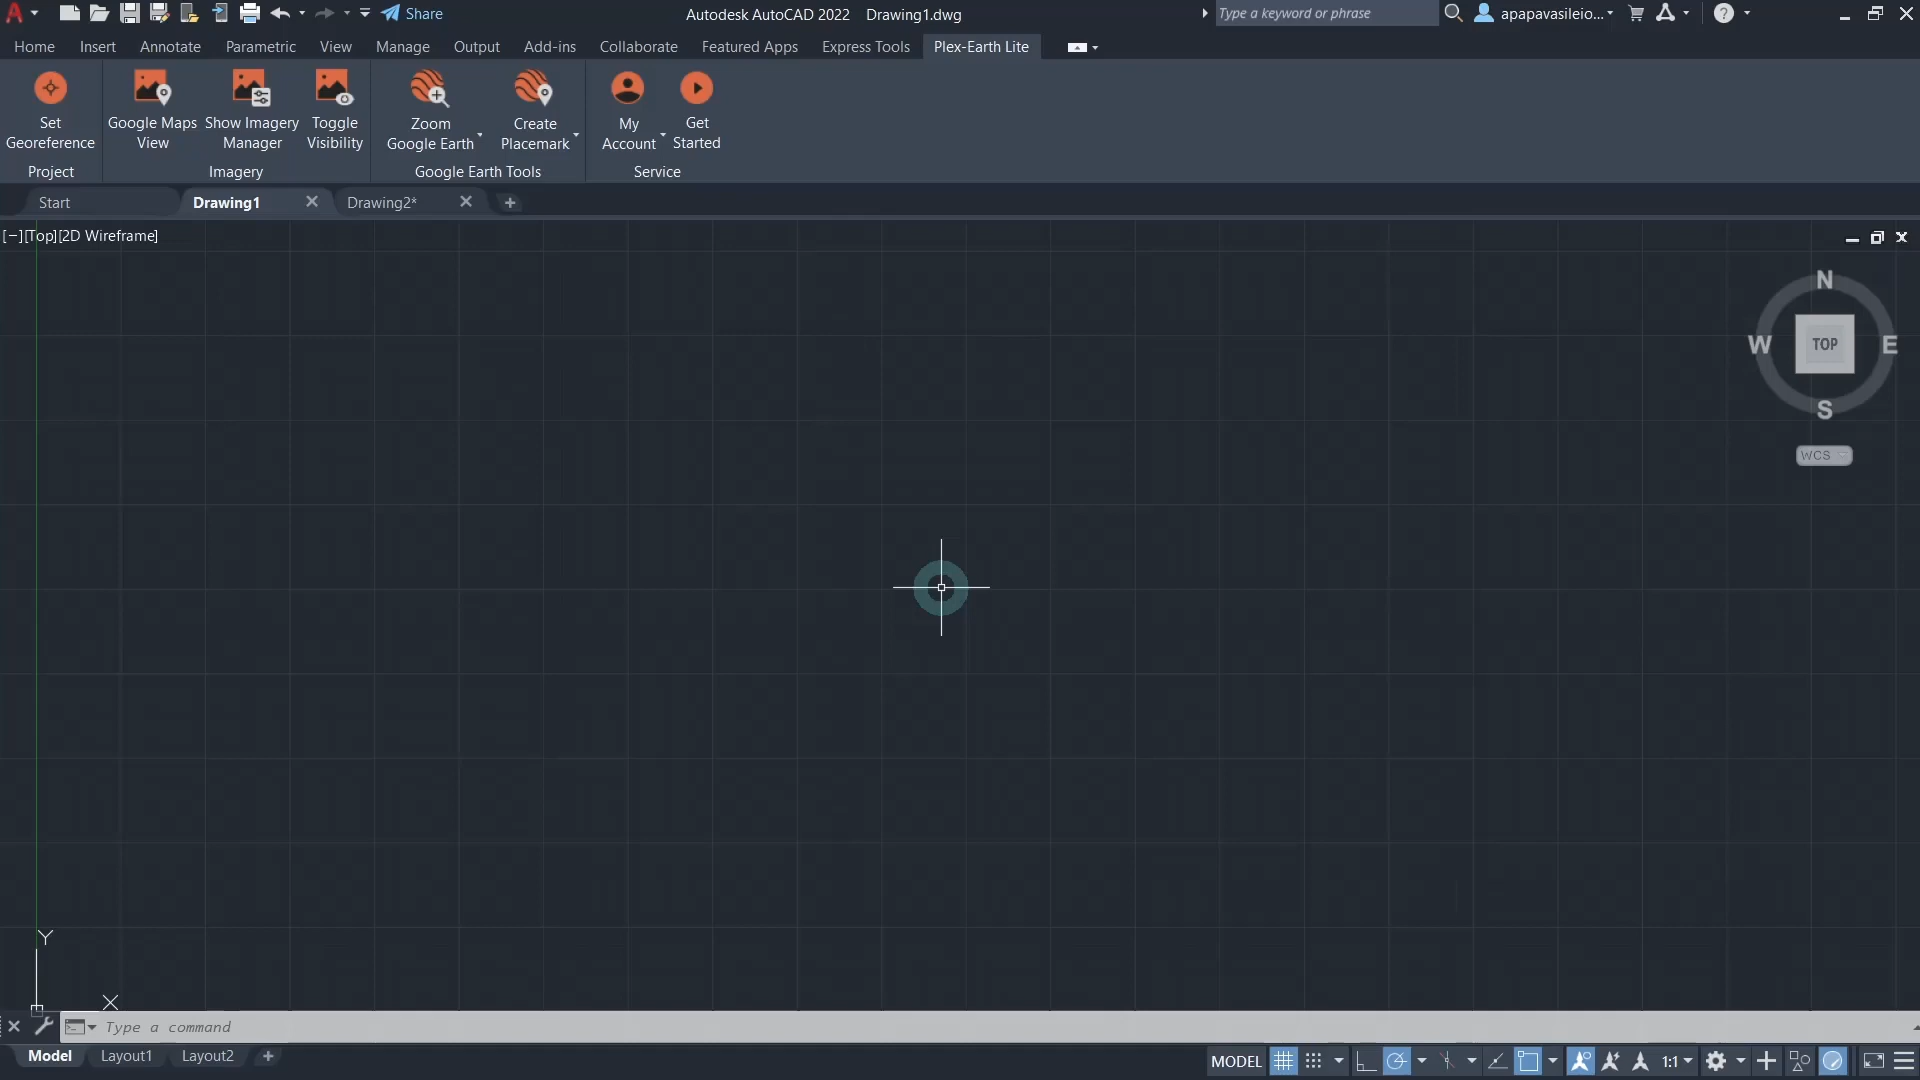 Share
Autodesk AutoCAD 2022 Drawing1.dwg
Type a keyword or phrase
apapavasileio...
Home Insert Annotate Parametric View Manage Output Add-ins Collaborate Featured Apps Express Tools Plex-Earth Lite
Set Georeference
Google Maps View
Show Imagery Manager
Toggle Visibility
Zoom Google Earth
Create Placemark
My Account
Get Started
Project Imagery Google Earth Tools Service
Start Drawing1 Drawing2*
[−][Top][2D Wireframe]
N
W TOP E
S
WCS
Y
X
Type a command
Model Layout1 Layout2
MODEL 1:1